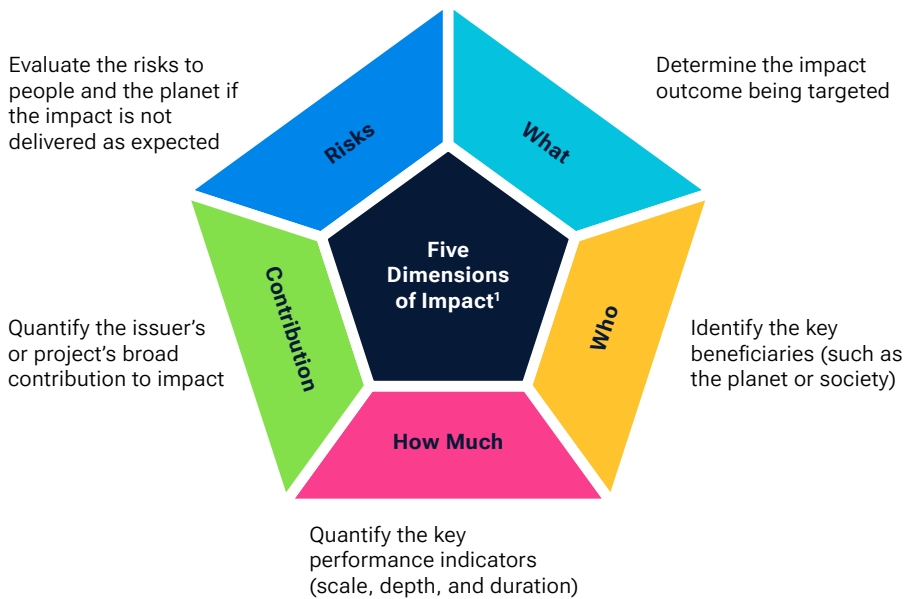 Evaluate the risks to
people and the planet if
the impact is not
delivered as expected
Risks
What
Determine the impact
outcome being targeted
Five
Dimensions
of Impact¹
Contribution
Quantify the issuer’s
or project’s broad
contribution to impact
Who
Identify the key
beneficiaries (such as
the planet or society)
How Much
Quantify the key
performance indicators
(scale, depth, and duration)